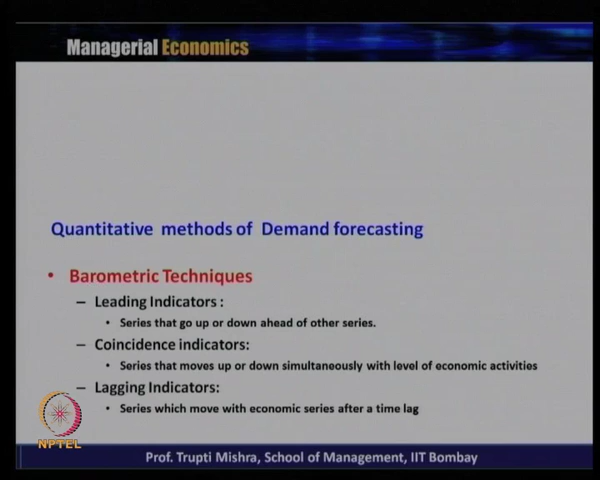 Managerial Economics
Quantitative methods of Demand forecasting
• Barometric Techniques
– Leading Indicators :
• Series that go up or down ahead of other series.
– Coincidence indicators:
• Series that moves up or down simultaneously with level of economic activities
– Lagging Indicators:
• Series which move with economic series after a time lag
NPTEL
Prof. Trupti Mishra, School of Management, IIT Bombay